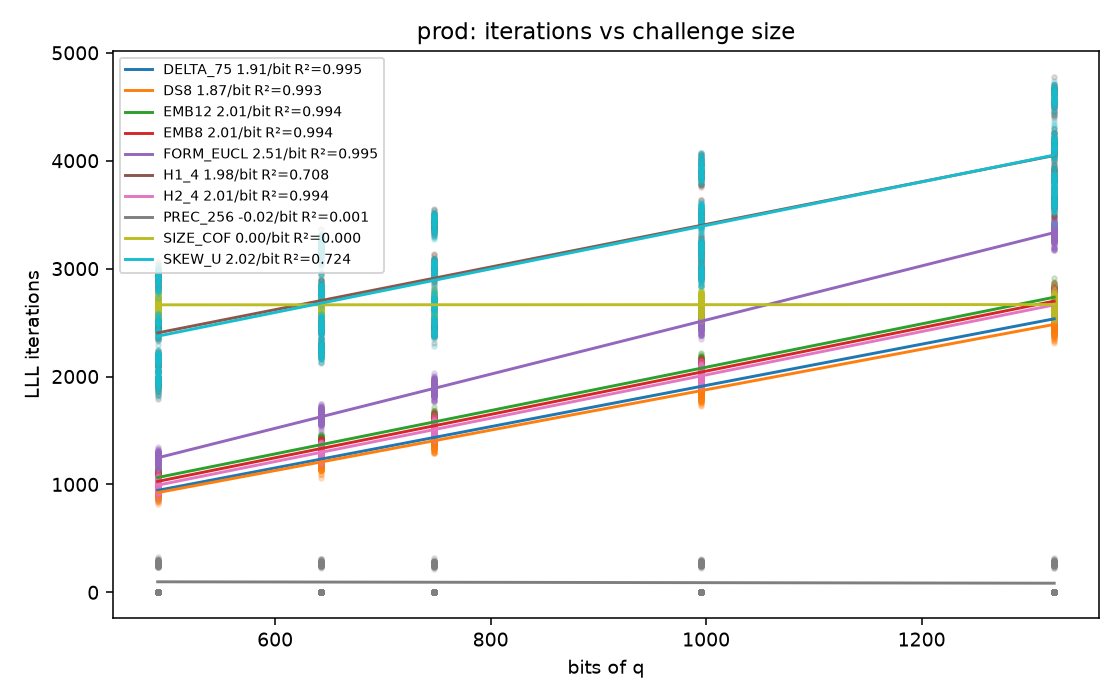 prod: iterations vs challenge size
5000
4000
3000
2000
1000
0
LLL iterations
DELTA_75 1.91/bit R²=0.995
DS8 1.87/bit R²=0.993
EMB12 2.01/bit R²=0.994
EMB8 2.01/bit R²=0.994
FORM_EUCL 2.51/bit R²=0.995
H1_4 1.98/bit R²=0.708
H2_4 2.01/bit R²=0.994
PREC_256 -0.02/bit R²=0.001
SIZE_COF 0.00/bit R²=0.000
SKEW_U 2.02/bit R²=0.724
600 800 1000 1200
bits of q